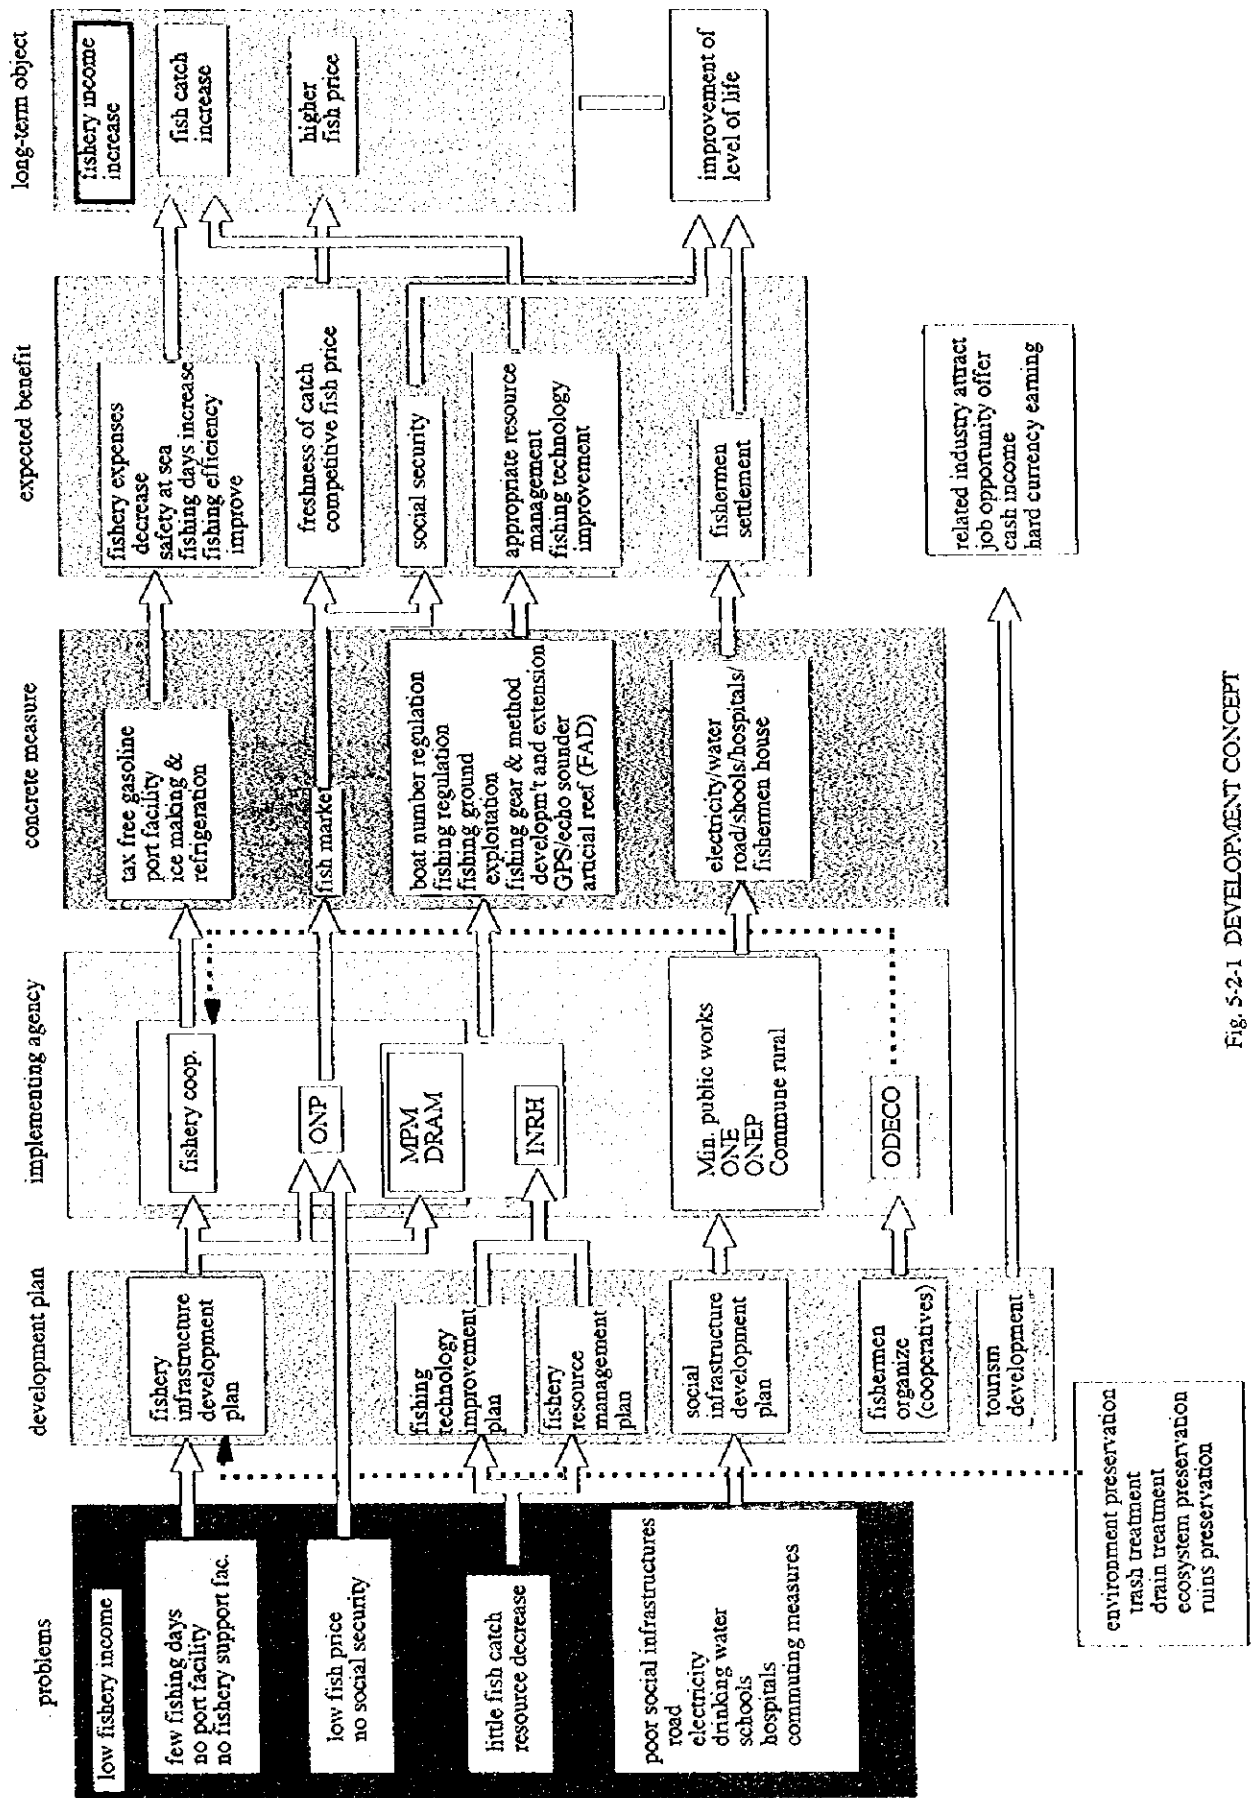 problems
low fishery income
few fishing days
no port facility
no fishery support fac.
low fish price
no social security
little fish catch
resource decrease
poor social infrastructures
road
electricity
drinking water
schools
hospitals
commuting measures
development plan
fishery
infrastructure
development
plan
fishing
technology
improvement
plan
fishery
resource
management
plan
social
infrastructure
development
plan
fishermen
organize
(cooperatives)
tourism
development
environment preservation
trash treatment
drain treatment
ecosystem preservation
ruins preservation
implementing agency
fishery coop.
ONP
MPM
DRAM
INRH
Min. public works
ONE
ONEP
Commune rural
ODECO
concrete measure
tax free gasoline
port facility
ice making &
refrigeration
fish market
boat number regulation
fishing regulation
fishing ground
exploitation
fishing gear & method
developm't and extension
GPS/echo sounder
articial reef (FAD)
electricity/water
road/shools/hospitals/
fishermen house
expected benefit
fishery expenses
decrease
safety at sea
fishing days increase
fishing efficiency
improve
freshness of catch
competitive fish price
social security
appropriate resource
management
fishing technology
improvement
fishermen
settlement
related industry attract
job opportunity offer
cash income
hard currency earning
long-term object
fishery income
increase
fish catch
increase
higher
fish price
improvement of
level of life
Fig. 5-2-1 DEVELOPMENT CONCEPT